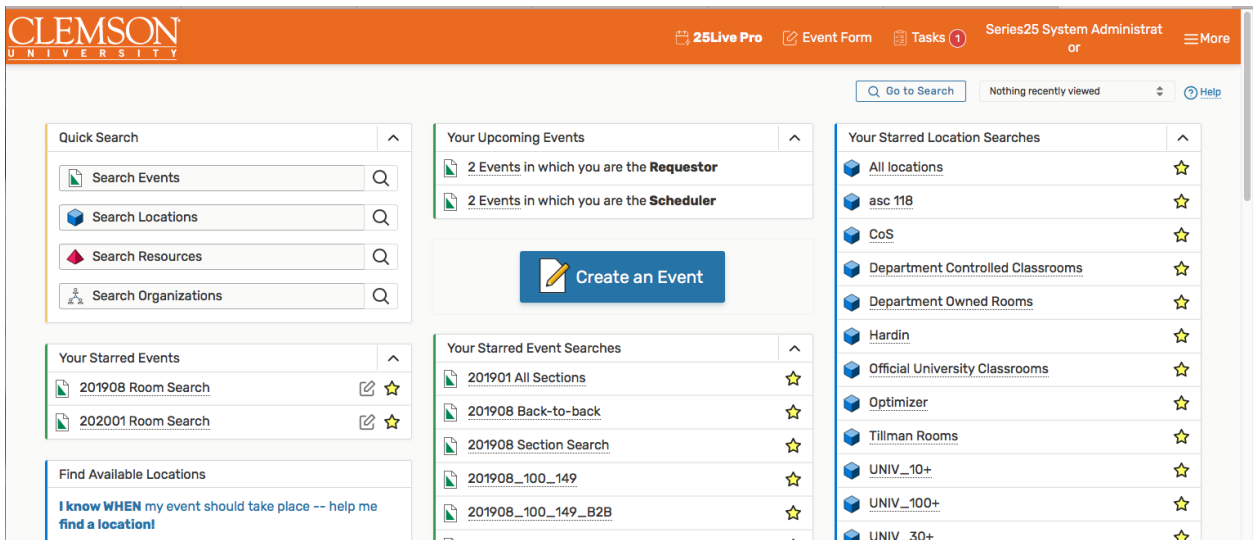 CLEMSON
UNIVERSITY
25Live Pro
Event Form
Tasks 1
Series25 System Administrat
or
More
Go to Search
Nothing recently viewed
Help
Quick Search
Search Events
Search Locations
Search Resources
Search Organizations
Your Starred Events
201908 Room Search
202001 Room Search
Find Available Locations
I know WHEN my event should take place -- help me
find a location!
Your Upcoming Events
2 Events in which you are the Requestor
2 Events in which you are the Scheduler
Create an Event
Your Starred Event Searches
201901 All Sections
201908 Back-to-back
201908 Section Search
201908_100_149
201908_100_149_B2B
Your Starred Location Searches
All locations
asc 118
CoS
Department Controlled Classrooms
Department Owned Rooms
Hardin
Official University Classrooms
Optimizer
Tillman Rooms
UNIV_10+
UNIV_100+
UNIV_30+